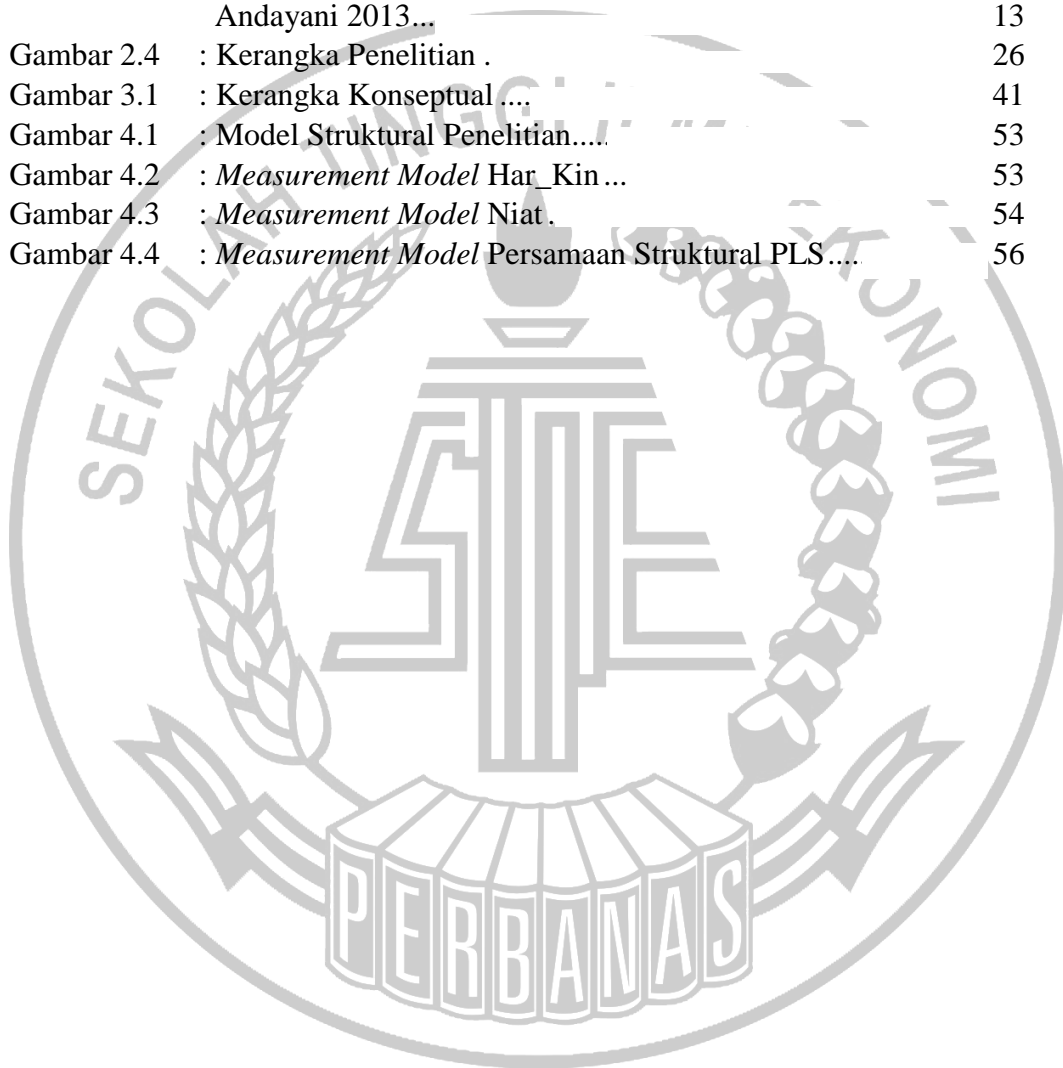 Andayani 2013... 13
Gambar 2.4 : Kerangka Penelitian . 26
Gambar 3.1 : Kerangka Konseptual .... 41
Gambar 4.1 : Model Struktural Penelitian..... 53
Gambar 4.2 : Measurement Model Har_Kin ... 53
Gambar 4.3 : Measurement Model Niat . 54
Gambar 4.4 : Measurement Model Persamaan Struktural PLS..... 56
SEKOLAH TINGGI
EKONOMI
STIE
PERBANAS